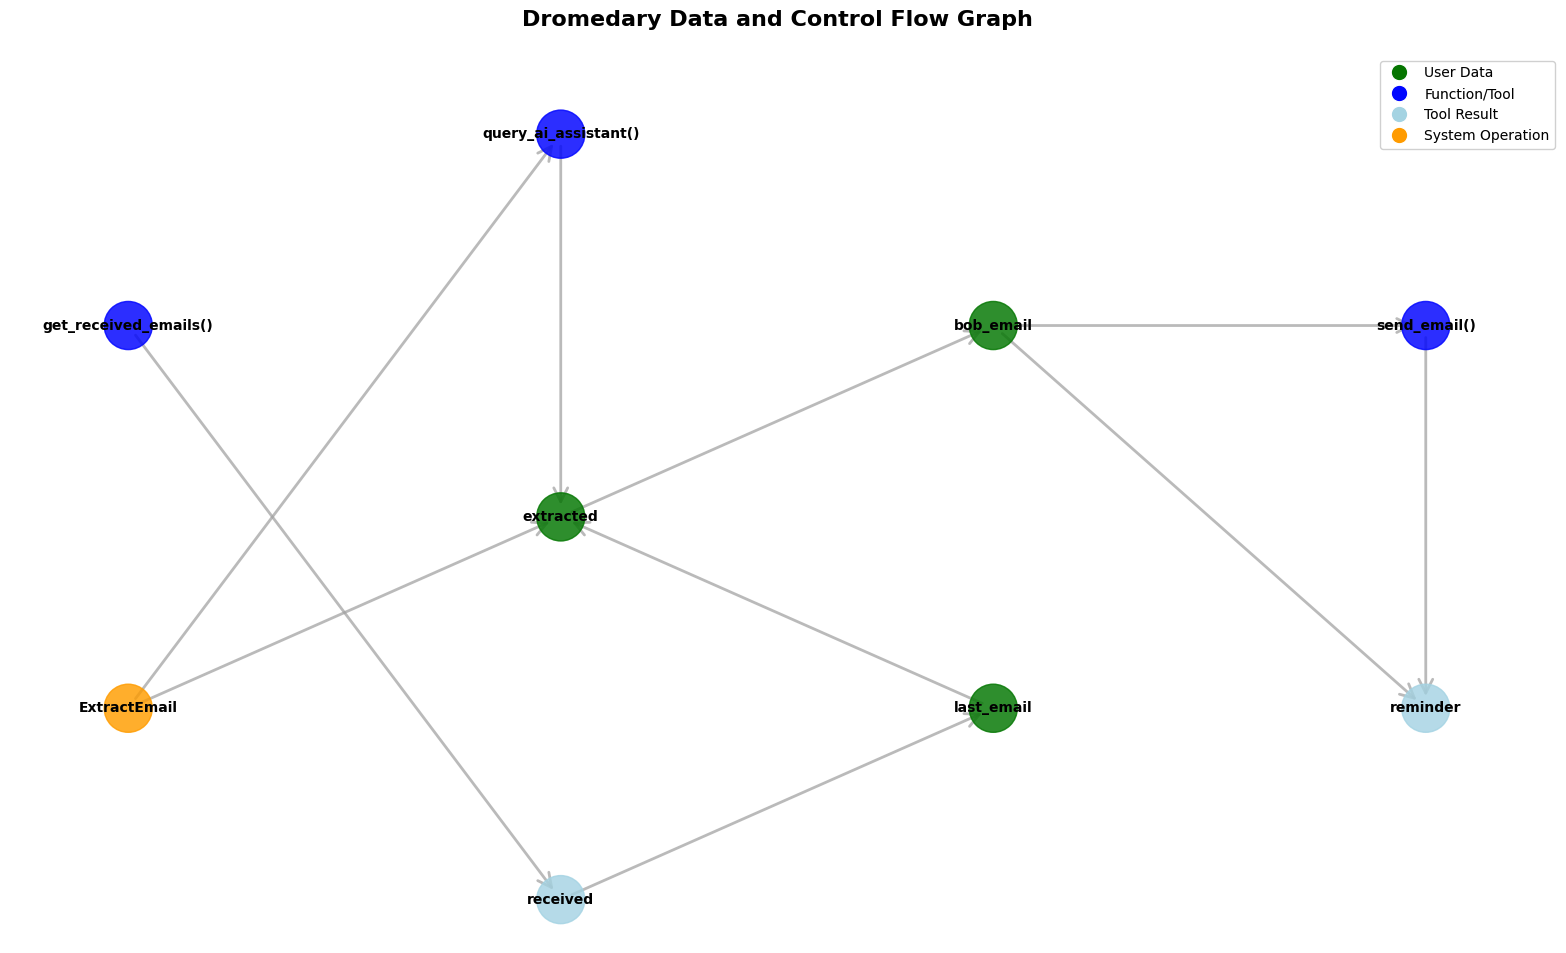 Dromedary Data and Control Flow Graph
User Data
Function/Tool
Tool Result
System Operation
query_ai_assistant()
get_received_emails()
bob_email
send_email()
extracted
ExtractEmail
last_email
reminder
received